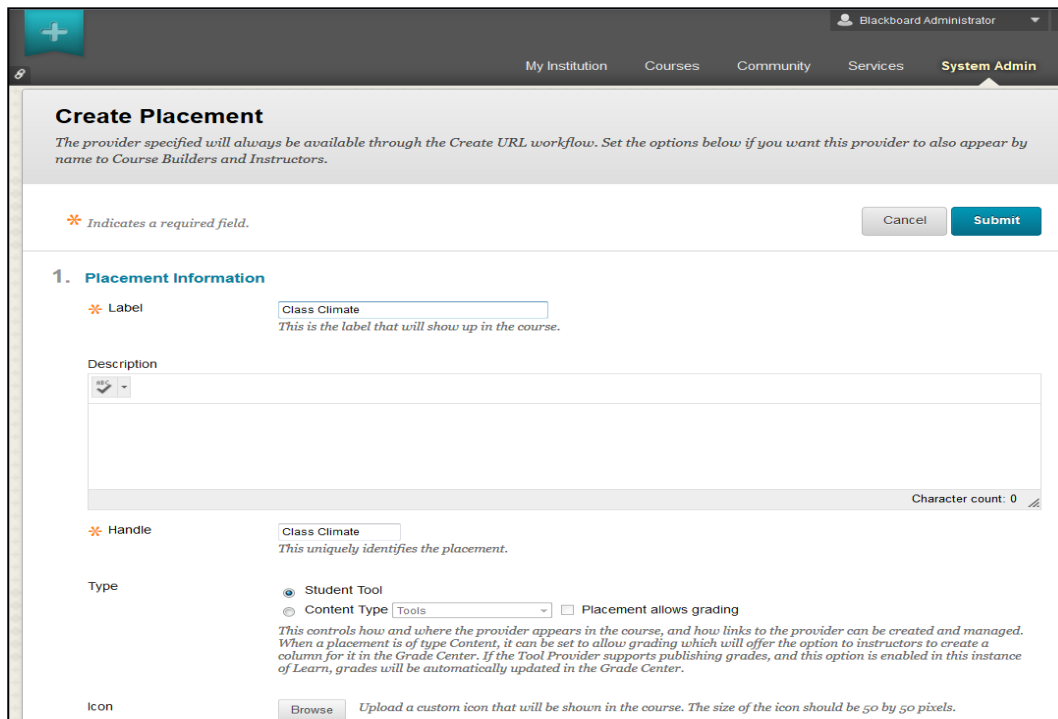 Blackboard Administrator
My Institution Courses Community Services System Admin
Create Placement
The provider specified will always be available through the Create URL workflow. Set the options below if you want this provider to also appear by
name to Course Builders and Instructors.
Indicates a required field.
Cancel Submit
1. Placement Information
Label Class Climate
This is the label that will show up in the course.
Description
ABC
Character count: 0
Handle Class Climate
This uniquely identifies the placement.
Type Student Tool
Content Type Tools Placement allows grading
This controls how and where the provider appears in the course, and how links to the provider can be created and managed.
When a placement is of type Content, it can be set to allow grading which will offer the option to instructors to create a
column for it in the Grade Center. If the Tool Provider supports publishing grades, and this option is enabled in this instance
of Learn, grades will be automatically updated in the Grade Center.
Icon Browse Upload a custom icon that will be shown in the course. The size of the icon should be 50 by 50 pixels.